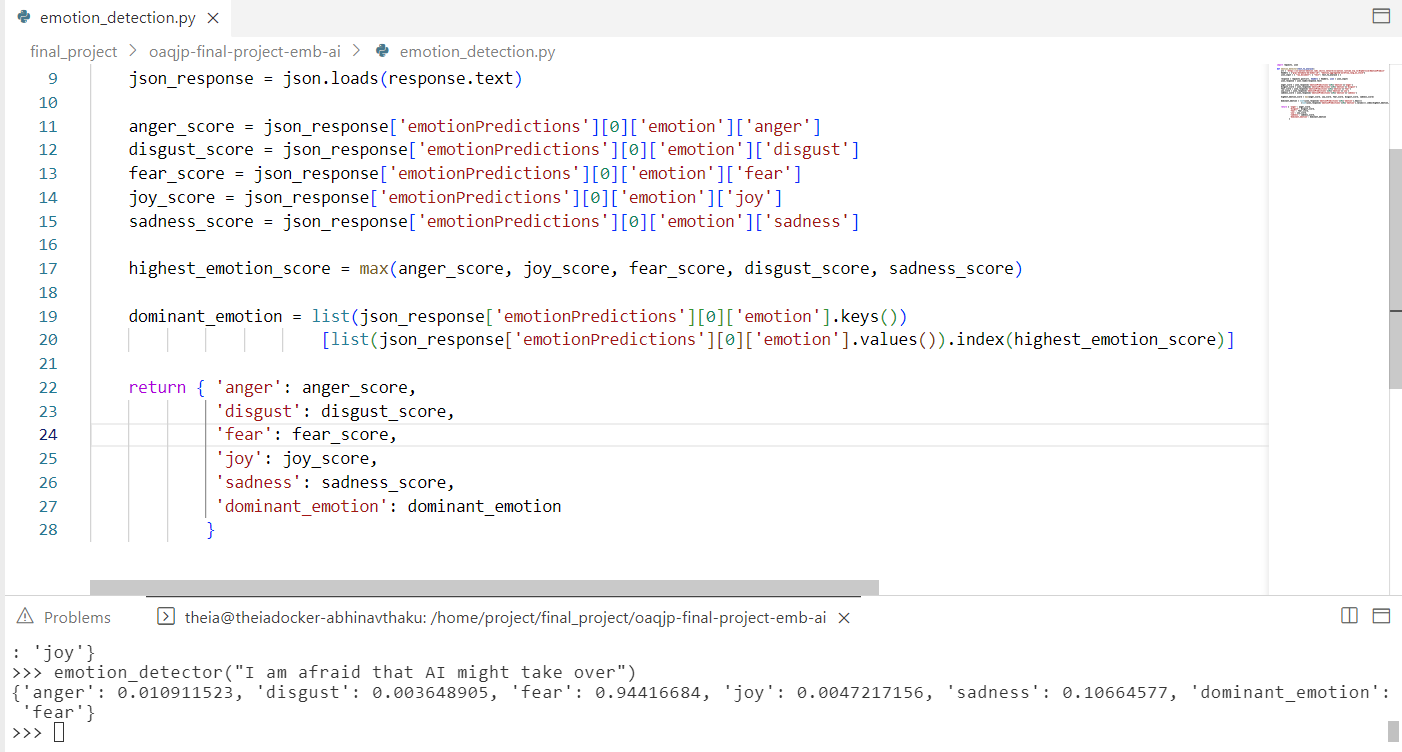 emotion_detection.py
final_project > oaqjp-final-project-emb-ai > emotion_detection.py
9 json_response = json.loads(response.text)
10
11 anger_score = json_response['emotionPredictions'][0]['emotion']['anger']
12 disgust_score = json_response['emotionPredictions'][0]['emotion']['disgust']
13 fear_score = json_response['emotionPredictions'][0]['emotion']['fear']
14 joy_score = json_response['emotionPredictions'][0]['emotion']['joy']
15 sadness_score = json_response['emotionPredictions'][0]['emotion']['sadness']
16
17 highest_emotion_score = max(anger_score, joy_score, fear_score, disgust_score, sadness_score)
18
19 dominant_emotion = list(json_response['emotionPredictions'][0]['emotion'].keys())
20 [list(json_response['emotionPredictions'][0]['emotion'].values()).index(highest_emotion_score)]
21
22 return { 'anger': anger_score,
23 'disgust': disgust_score,
24 'fear': fear_score,
25 'joy': joy_score,
26 'sadness': sadness_score,
27 'dominant_emotion': dominant_emotion
28 }
Problems theia@theiadocker-abhinavthaku: /home/project/final_project/oaqjp-final-project-emb-ai
: 'joy'}
>>> emotion_detector("I am afraid that AI might take over")
{'anger': 0.010911523, 'disgust': 0.003648905, 'fear': 0.94416684, 'joy': 0.0047217156, 'sadness': 0.10664577, 'dominant_emotion':
'fear'}
>>>